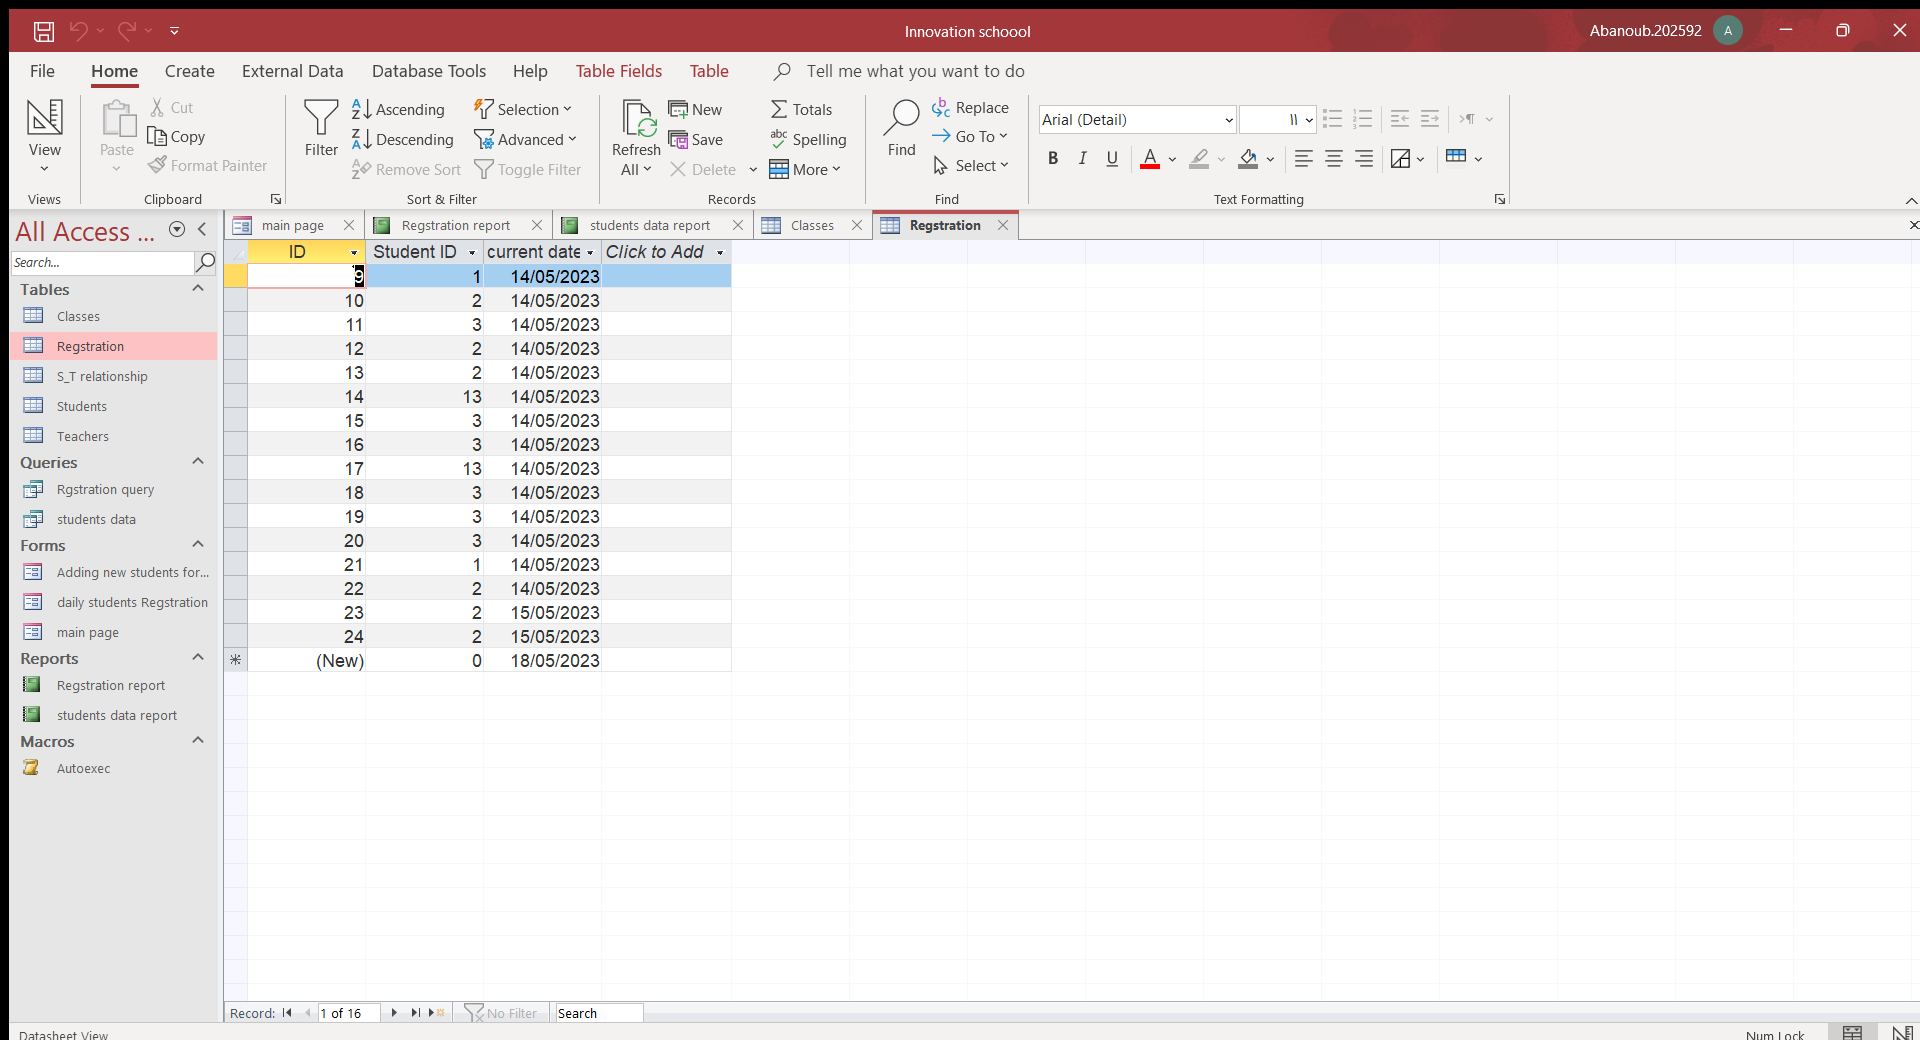 Innovation schoool
Abanoub.202592
A
File Home Create External Data Database Tools Help Table Fields Table Tell me what you want to do
View
Views
Paste
Cut
Copy
Format Painter
Clipboard
Filter
Ascending
Descending
Remove Sort
Selection
Advanced
Toggle Filter
Sort & Filter
Refresh
All
New
Save
Delete
Totals
Spelling
More
Records
Find
Replace
Go To
Select
Find
Arial (Detail) 11
B I U A
Text Formatting
All Access ...
Search...
Tables
Classes
Regstration
S_T relationship
Students
Teachers
Queries
Rgstration query
students data
Forms
Adding new students for...
daily students Regstration
main page
Reports
Regstration report
students data report
Macros
Autoexec
main page Regstration report students data report Classes Regstration
ID Student ID current date Click to Add
9 1 14/05/2023
10 2 14/05/2023
11 3 14/05/2023
12 2 14/05/2023
13 2 14/05/2023
14 13 14/05/2023
15 3 14/05/2023
16 3 14/05/2023
17 13 14/05/2023
18 3 14/05/2023
19 3 14/05/2023
20 3 14/05/2023
21 1 14/05/2023
22 2 14/05/2023
23 2 15/05/2023
24 2 15/05/2023
(New) 0 18/05/2023
Record: 1 of 16 No Filter Search
Datasheet View Num Lock